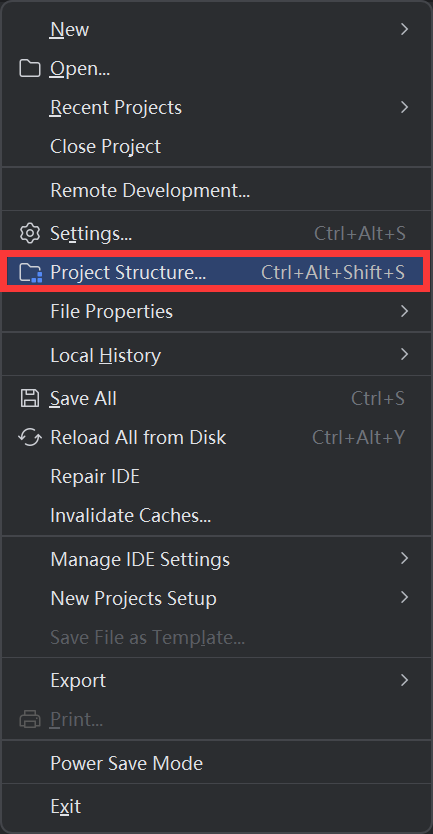 New
Open...
Recent Projects
Close Project
Remote Development...
Settings... Ctrl+Alt+S
Project Structure... Ctrl+Alt+Shift+S
File Properties
Local History
Save All Ctrl+S
Reload All from Disk Ctrl+Alt+Y
Repair IDE
Invalidate Caches...
Manage IDE Settings
New Projects Setup
Save File as Template...
Export
Print...
Power Save Mode
Exit